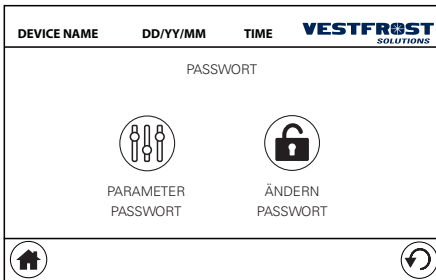 DEVICE NAME DD/YY/MM TIME VESTFROST
SOLUTIONS
PASSWORT
PARAMETER
PASSWORT
ÄNDERN
PASSWORT